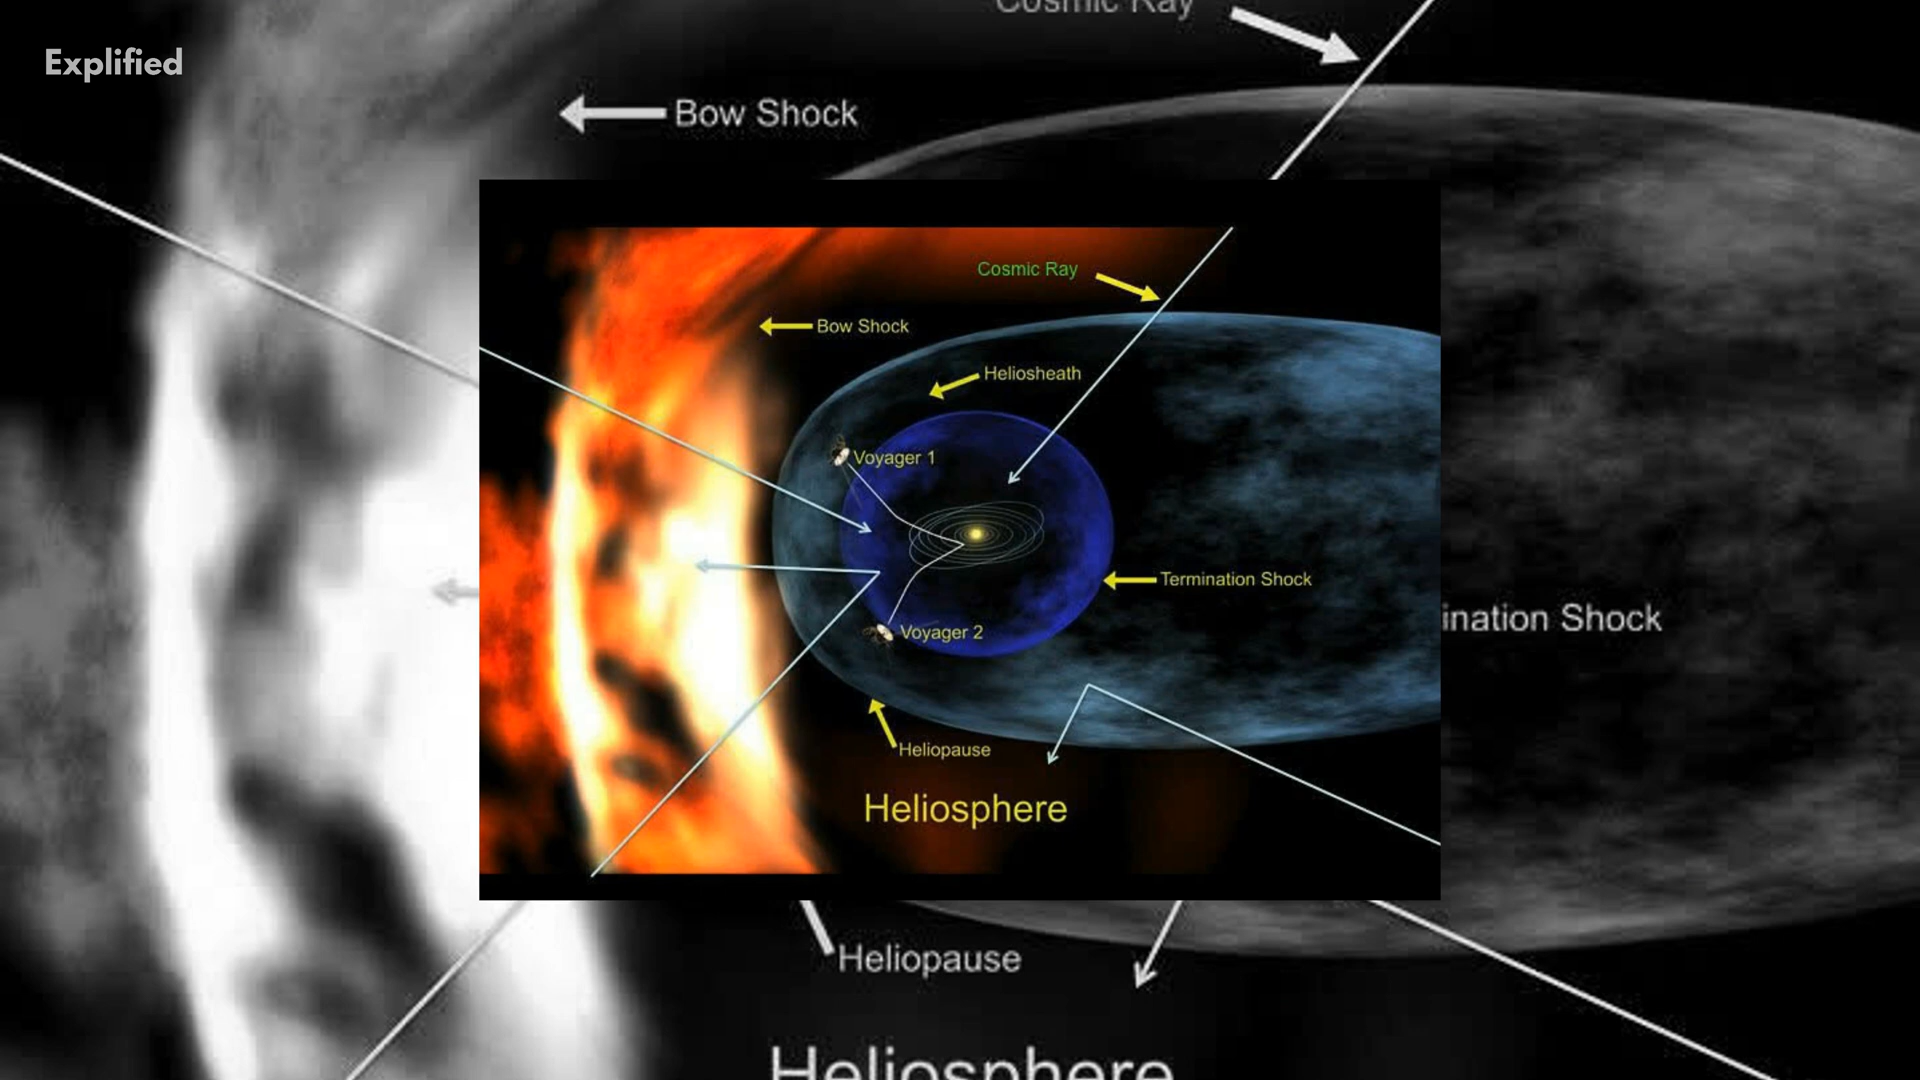 Explified
Cosmic Ray
Bow Shock
Cosmic Ray
Bow Shock
Heliosheath
Voyager 1
Termination Shock
Voyager 2
Heliopause
Heliosphere
ination Shock
Heliopause
Heliosphere